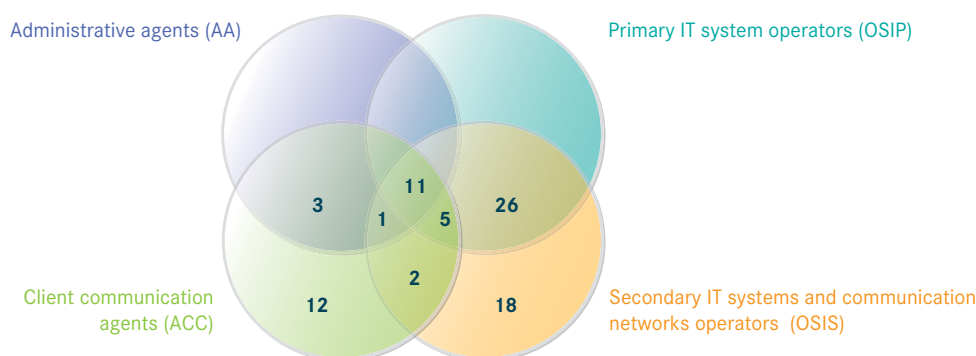 Administrative agents (AA)
Primary IT system operators (OSIP)
11
3
1
5
26
2
Client communication
agents (ACC)
12
18
Secondary IT systems and communication
networks operators (OSIS)